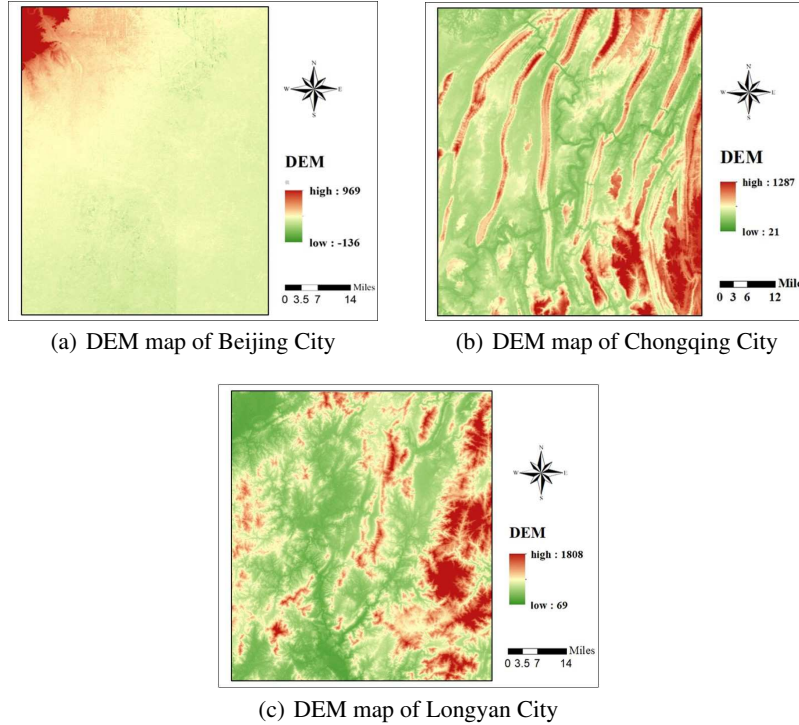 N
W E
S
DEM
high : 969
low : -136
Miles
0 3.5 7 14
(a) DEM map of Beijing City
N
W E
S
DEM
high : 1287
low : 21
Mile
0 3 6 12
(b) DEM map of Chongqing City
N
W E
S
DEM
high : 1808
low : 69
Miles
0 3.5 7 14
(c) DEM map of Longyan City